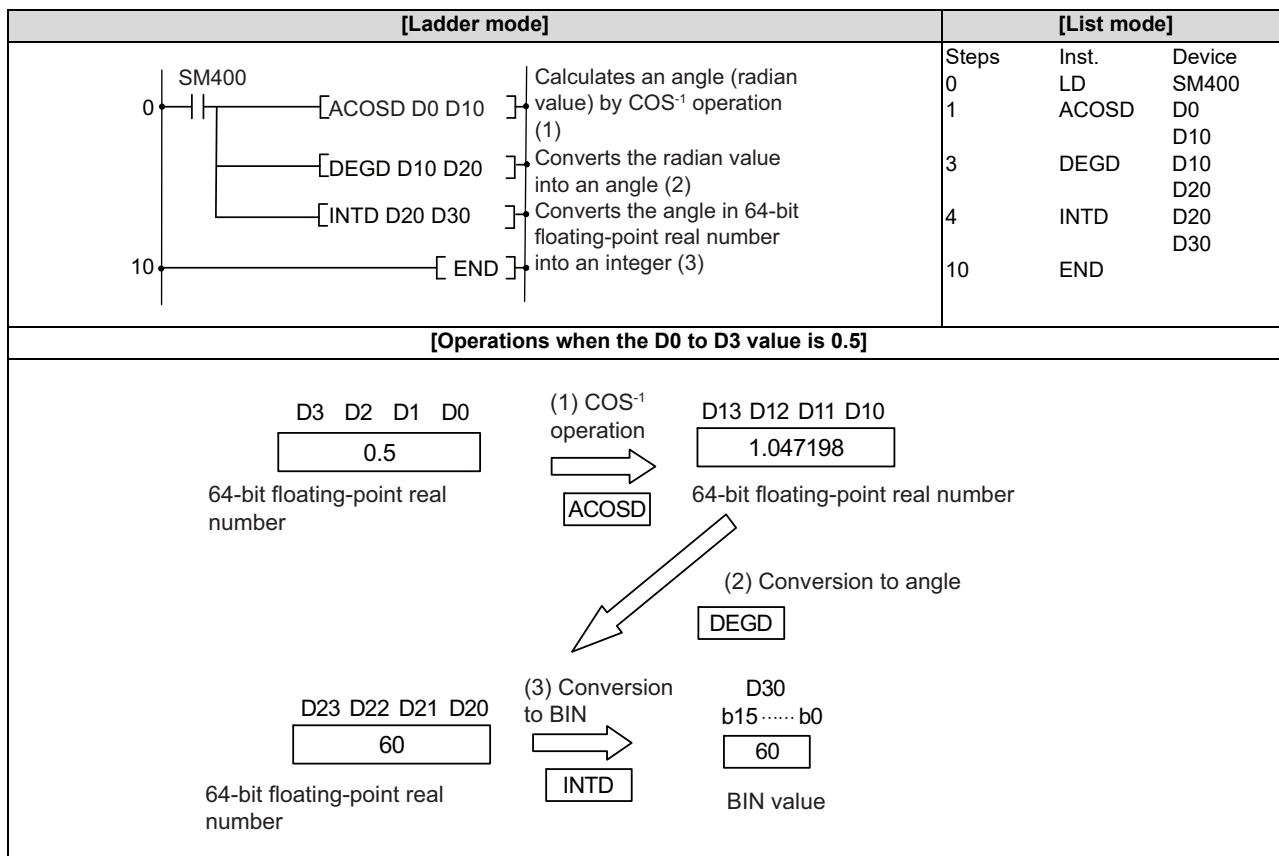 [Ladder mode]
[List mode]
SM400
0
[ACOSD D0 D10 ]
Calculates an angle (radian
value) by COS-1 operation
(1)
[DEGD D10 D20 ]
Converts the radian value
into an angle (2)
[INTD D20 D30 ]
Converts the angle in 64-bit
floating-point real number
into an integer (3)
10
[ END ]
Steps Inst. Device
0 LD SM400
1 ACOSD D0
D10
3 DEGD D10
D20
4 INTD D20
D30
10 END
[Operations when the D0 to D3 value is 0.5]
D3 D2 D1 D0
0.5
64-bit floating-point real
number
(1) COS-1
operation
ACOSD
D13 D12 D11 D10
1.047198
64-bit floating-point real number
(2) Conversion to angle
DEGD
D23 D22 D21 D20
60
64-bit floating-point real
number
(3) Conversion
to BIN
INTD
D30
b15 ······ b0
60
BIN value